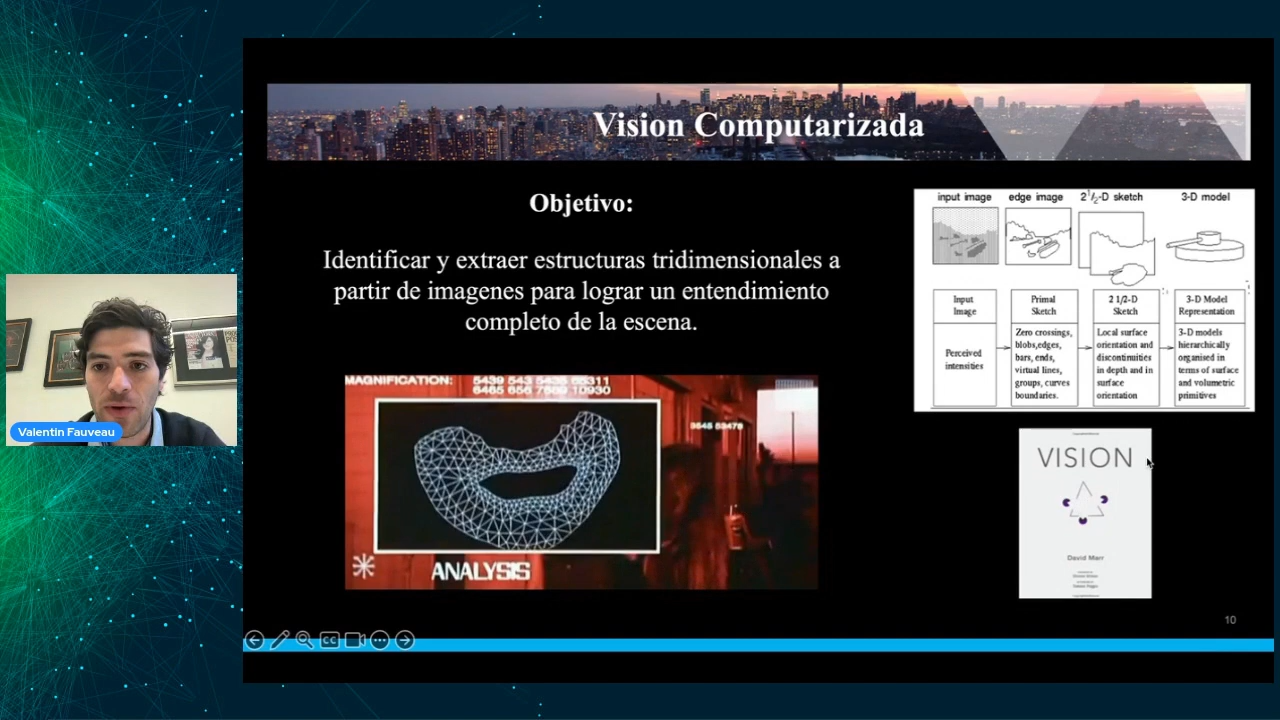 Vision Computarizada
Objetivo:
Identificar y extraer estructuras tridimensionales a
partir de imagenes para lograr un entendimiento
completo de la escena.
input image
edge image
2 1/2-D sketch
3-D model
Input
Image
Perceived
intensities
Primal
Sketch
Zero crossings,
blobs,edges,
bars, ends,
virtual lines,
groups, curves
boundaries.
2 1/2-D
Sketch
Local surface
orientation and
discontinuities
in depth and in
surface
orientation
3-D Model
Representation
3-D models
hierarchically
organised in
terms of surface
and volumetric
primitives
MAGNIFICATION:
ANALYSIS
VISION
David Marr
Valentin Fauveau
CC
10